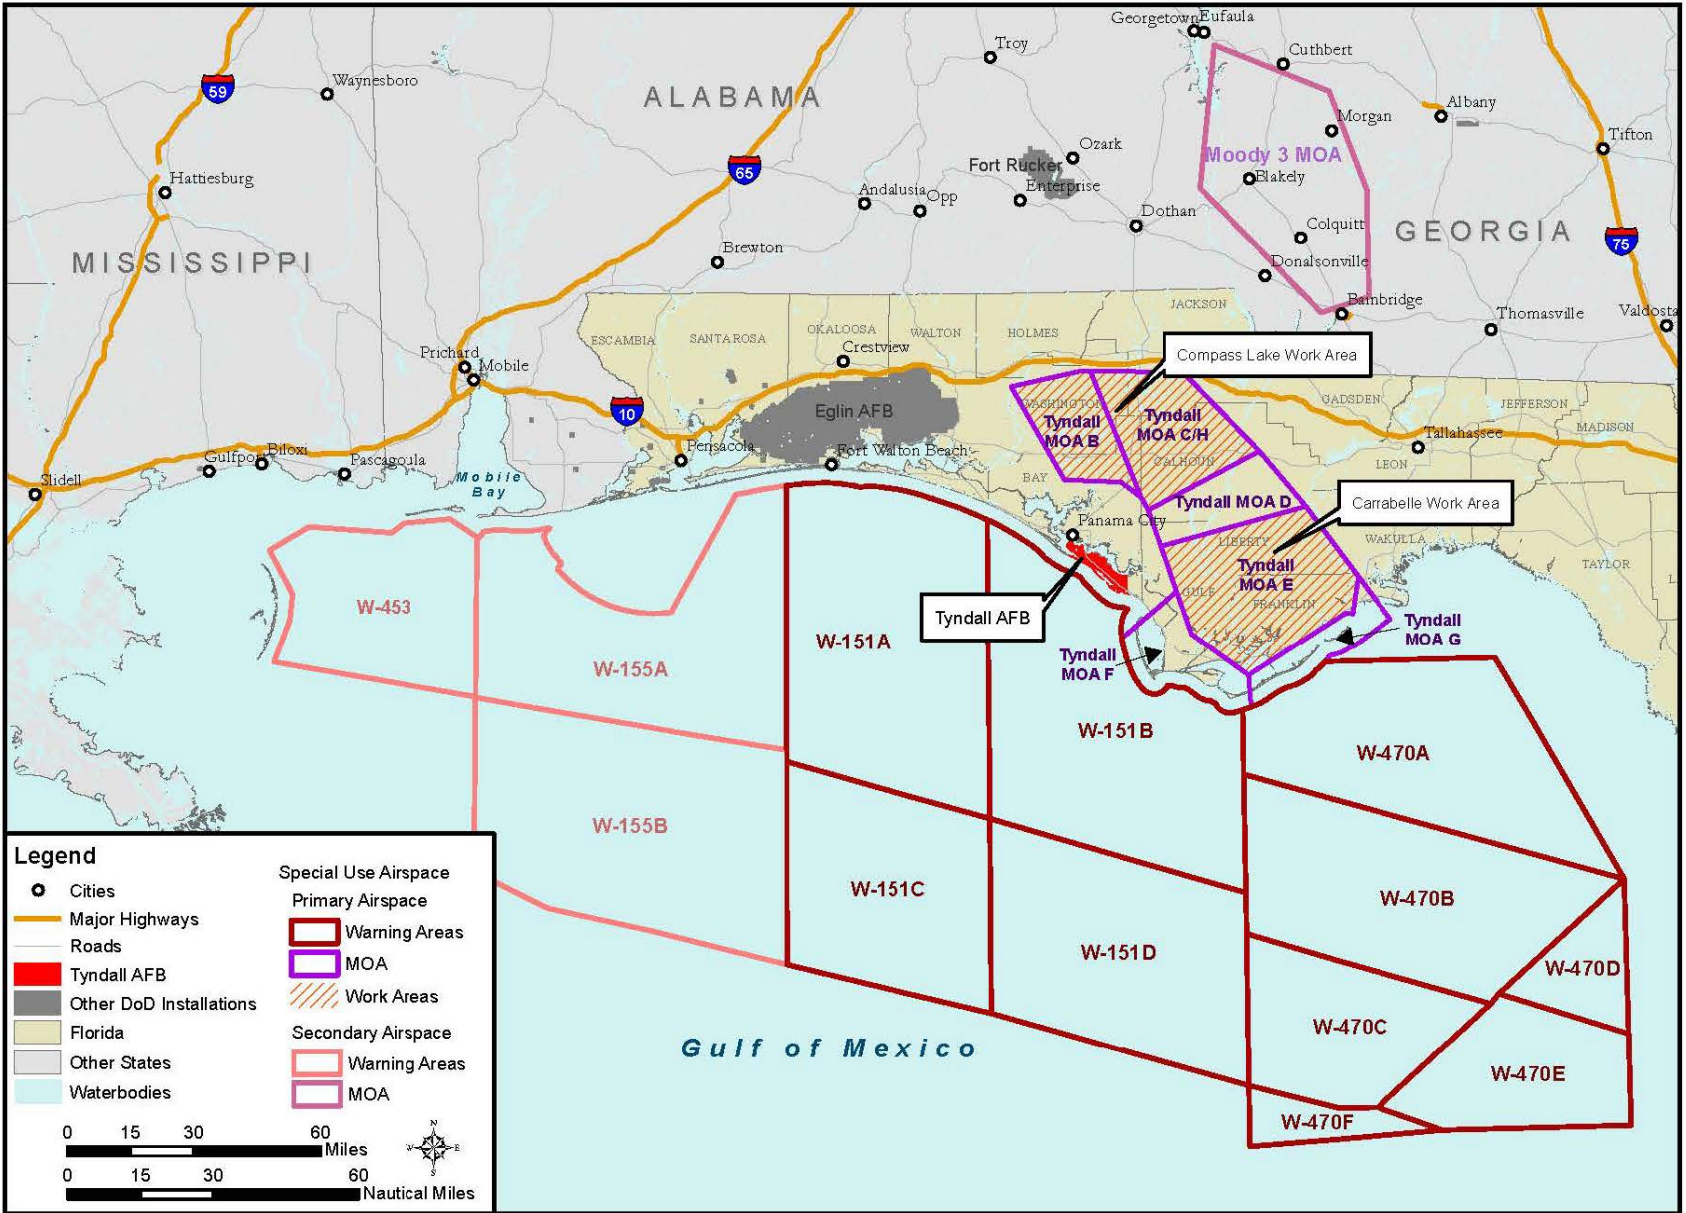 Georgetown
Eufaula
Troy
Cuthbert
59
Waynesboro
ALABAMA
Albany
Morgan
Tifton
65
Ozark
Fort Rucker
Moody 3 MOA
Hattiesburg
Enterprise
Blakely
Andalusia
Opp
Dothan
Colquitt
GEORGIA
75
MISSISSIPPI
Brewton
Donalsonville
JACKSON
Bainbridge
Thomasville
Valdosta
ESCAMBIA
SANTA ROSA
OKALOOSA
WALTON
HOLMES
Crestview
Compass Lake Work Area
Prichard
Mobile
10
Eglin AFB
WASHINGTON
Tyndall
MOA B
Tyndall
MOA C/H
GADSDEN
JEFFERSON
MADISON
Tallahassee
LEON
Slidell
Gulfport
Biloxi
Pascagoula
Mobile
Bay
Pensacola
Fort Walton Beach
BAY
CALHOUN
Tyndall MOA D
Carrabelle Work Area
Panama City
LIBERTY
WAKULLA
TAYLOR
Tyndall
MOA E
GULF
FRANKLIN
Tyndall AFB
Tyndall
MOA F
Tyndall
MOA G
W-453
W-155A
W-151A
W-151B
W-470A
W-155B
W-151C
W-151D
W-470B
W-470D
W-470C
W-470E
W-470F
Gulf of Mexico
Legend
Cities
Major Highways
Roads
Tyndall AFB
Other DoD Installations
Florida
Other States
Waterbodies
Special Use Airspace
Primary Airspace
Warning Areas
MOA
Work Areas
Secondary Airspace
Warning Areas
MOA
0 15 30 60
Miles
0 15 30 60
Nautical Miles
N
W E
S